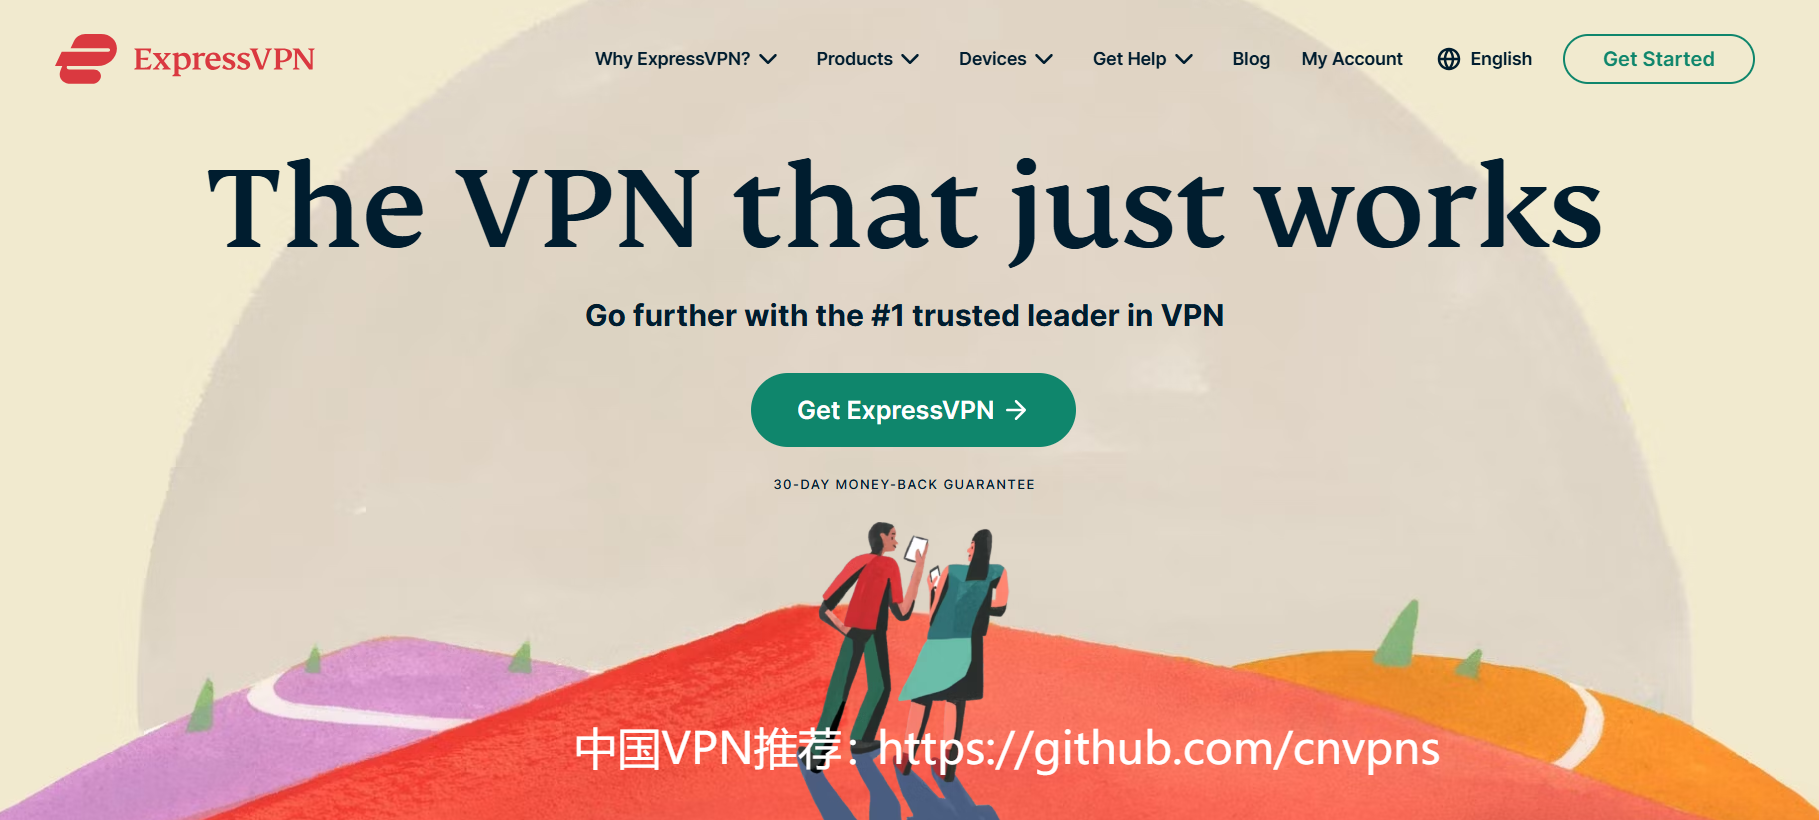 ExpressVPN
Why ExpressVPN? Products Devices Get Help Blog My Account English Get Started
The VPN that just works
Go further with the #1 trusted leader in VPN
Get ExpressVPN →
30-DAY MONEY-BACK GUARANTEE
中国VPN推荐：https://github.com/cnvpns